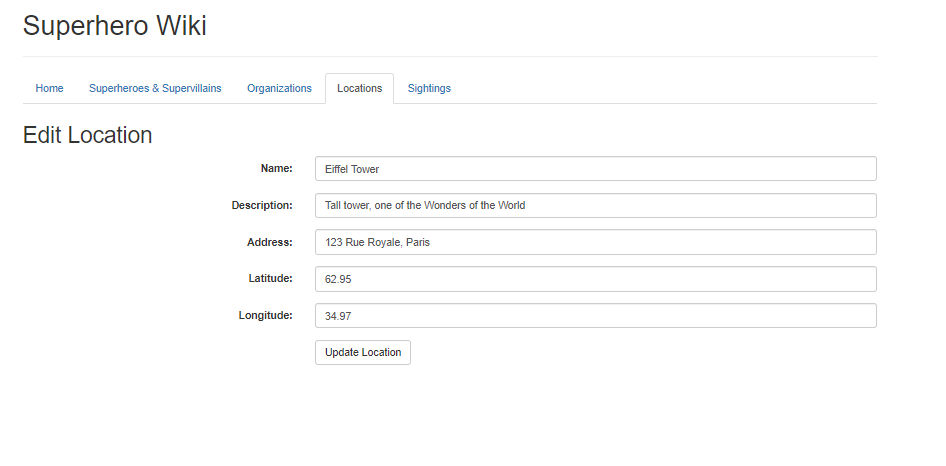 Superhero Wiki
Home Superheroes & Supervillains Organizations Locations Sightings
Edit Location
Name: Eiffel Tower
Description: Tall tower, one of the Wonders of the World
Address: 123 Rue Royale, Paris
Latitude: 62.95
Longitude: 34.97
Update Location